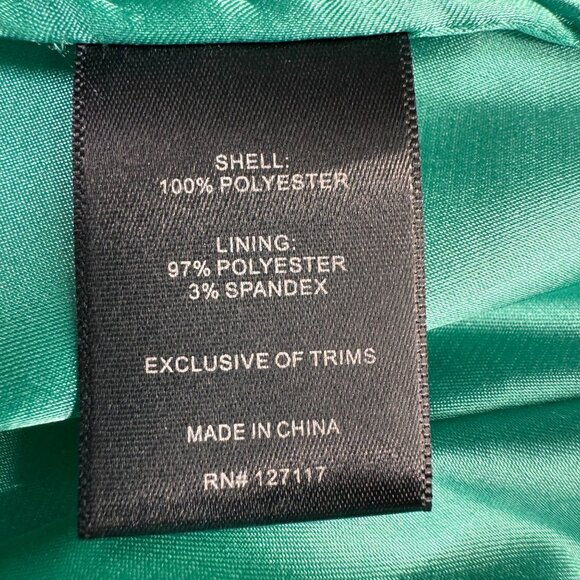 SHELL:
100% POLYESTER
LINING:
97% POLYESTER
3% SPANDEX
EXCLUSIVE OF TRIMS
MADE IN CHINA
RN# 127117